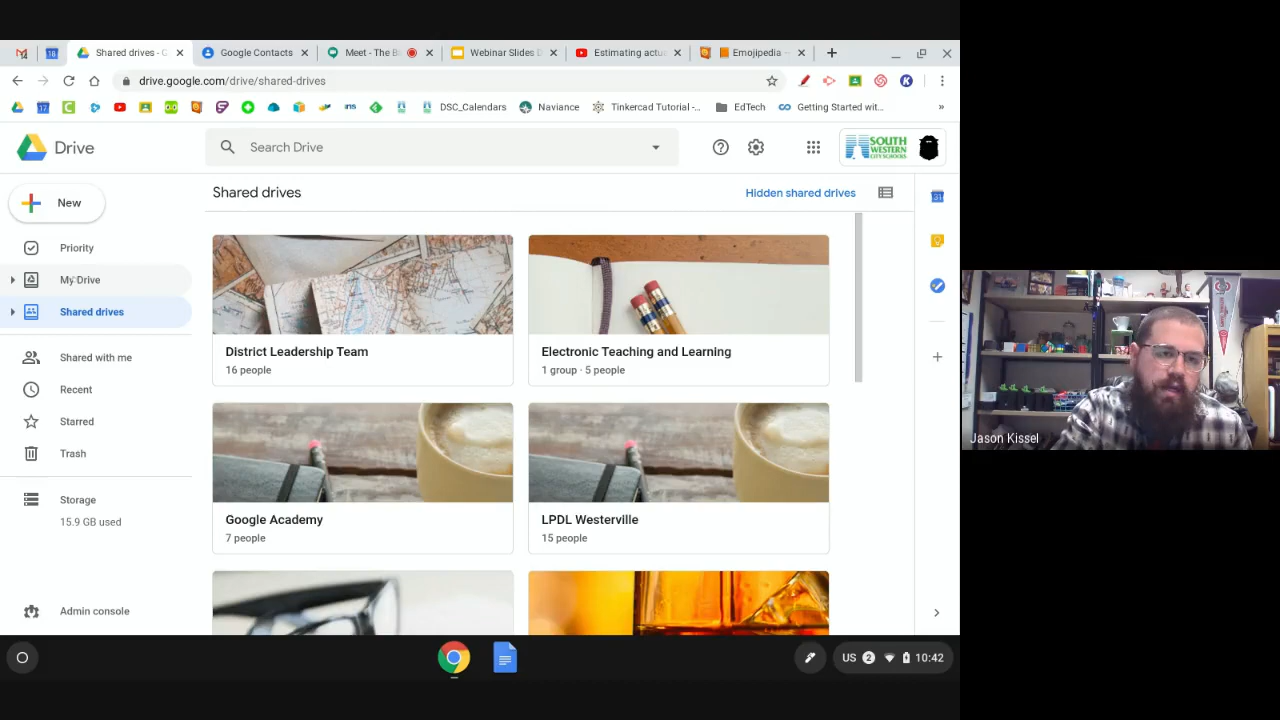 Shared drives - G
Google Contacts
Meet - The B
Webinar Slides D
Estimating actu
Emojipedia —
drive.google.com/drive/shared-drives
DSC_Calendars
Naviance
Tinkercad Tutorial -...
EdTech
Getting Started wit...
Drive
Search Drive
SOUTH
WESTERN
CITY SCHOOLS
New
Shared drives
Hidden shared drives
Priority
My Drive
Shared drives
Shared with me
Recent
Starred
Trash
Storage
15.9 GB used
Admin console
District Leadership Team
16 people
Electronic Teaching and Learning
1 group · 5 people
Google Academy
7 people
LPDL Westerville
15 people
Jason Kissel
US 2 10:42